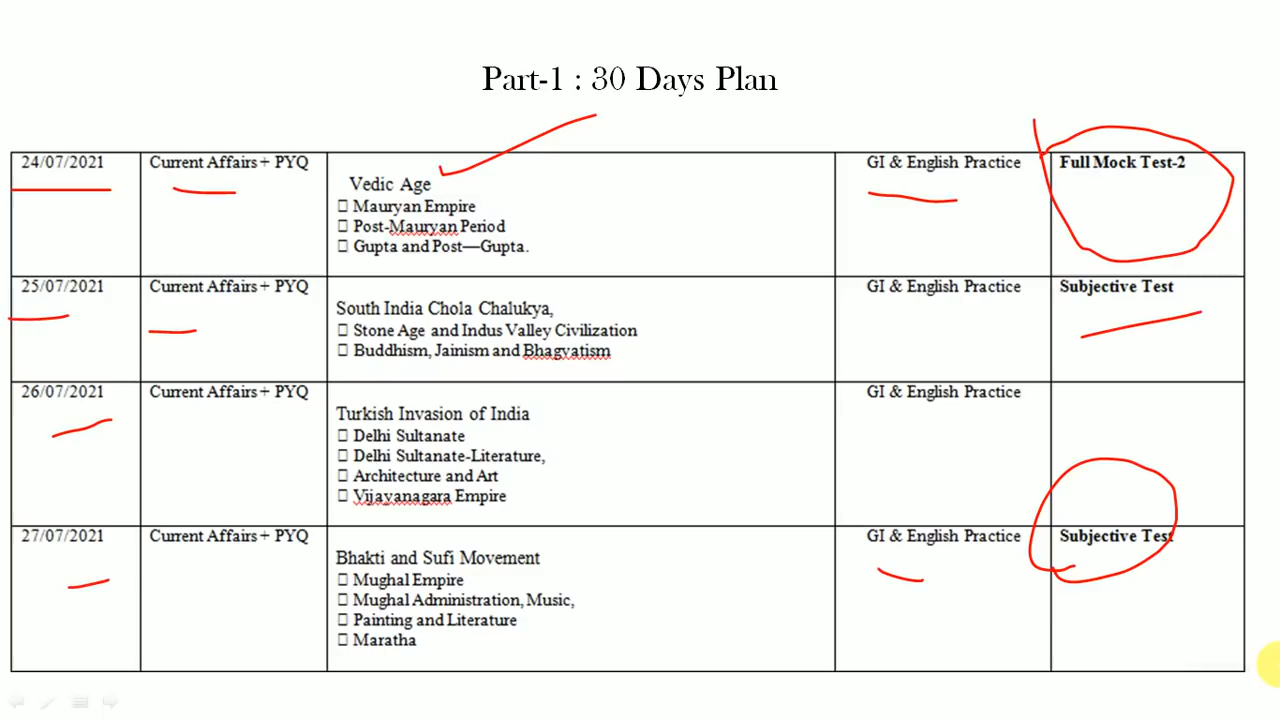 Part-1 : 30 Days Plan
24/07/2021
Current Affairs + PYQ
Vedic Age
Mauryan Empire
Post-Mauryan Period
Gupta and Post—Gupta.
GI & English Practice
Full Mock Test-2
25/07/2021
Current Affairs + PYQ
South India Chola Chalukya,
Stone Age and Indus Valley Civilization
Buddhism, Jainism and Bhagvatism
GI & English Practice
Subjective Test
26/07/2021
Current Affairs + PYQ
Turkish Invasion of India
Delhi Sultanate
Delhi Sultanate-Literature,
Architecture and Art
Vijayanagara Empire
GI & English Practice
27/07/2021
Current Affairs + PYQ
Bhakti and Sufi Movement
Mughal Empire
Mughal Administration, Music,
Painting and Literature
Maratha
GI & English Practice
Subjective Test